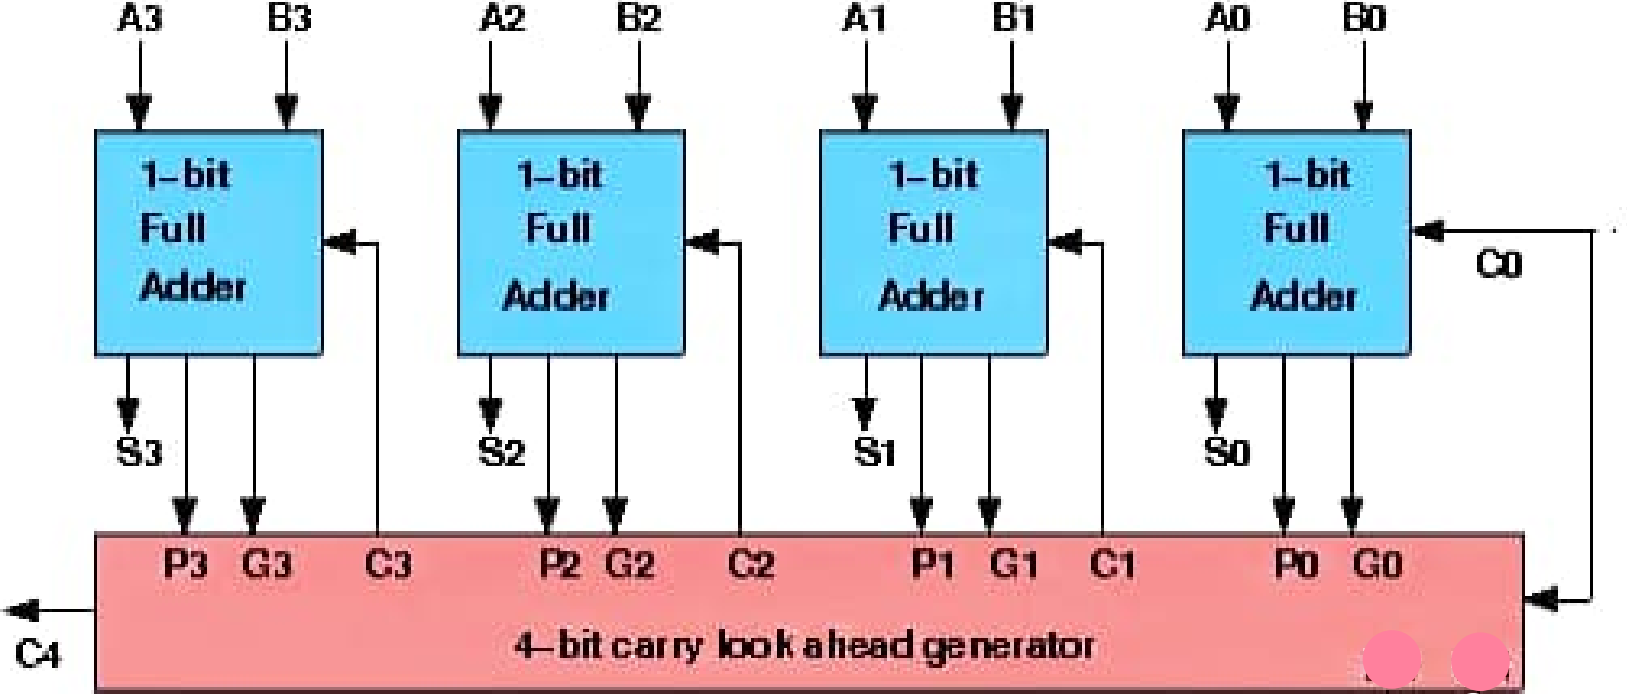 A3 B3 A2 B2 A1 B1 A0 B0
1-bit
Full
Adder
1-bit
Full
Adder
1-bit
Full
Adder
1-bit
Full
Adder
C0
S3 S2 S1 S0
P3 G3 C3 P2 G2 C2 P1 G1 C1 P0 G0
C4
4-bit carry look ahead generator